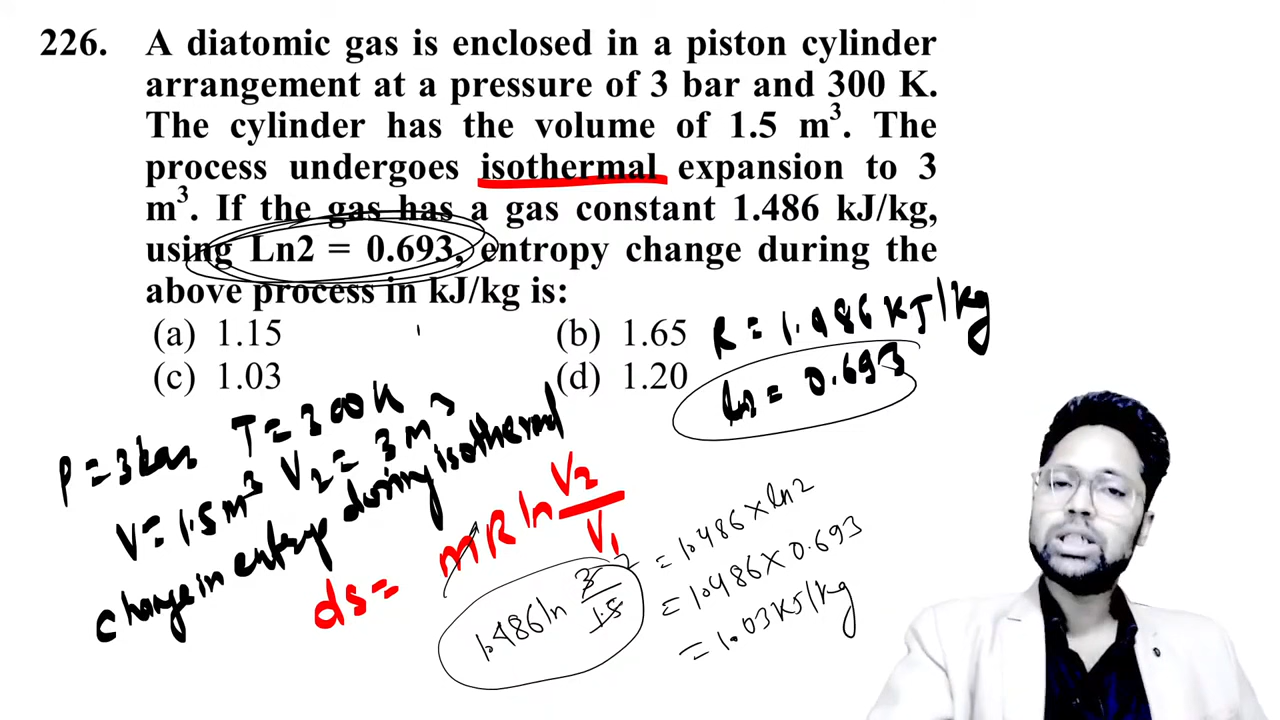 226. A diatomic gas is enclosed in a piston cylinder
arrangement at a pressure of 3 bar and 300 K.
The cylinder has the volume of 1.5 m³. The
process undergoes isothermal expansion to 3
m³. If the gas has a gas constant 1.486 kJ/kg,
using Ln2 = 0.693, entropy change during the
above process in kJ/kg is:
(a) 1.15 (b) 1.65
(c) 1.03 (d) 1.20
R = 1.486 KJ/kg
ln2 = 0.693
P = 3 bar T = 300K
V = 1.5m³ V₂ = 3m³
change in entropy during isothermal
ds = mR ln V₂/V₁
1.486 ln 3/1.5 2
= 1.486 × ln2
= 1.486 × 0.693
= 1.03 KJ/kg